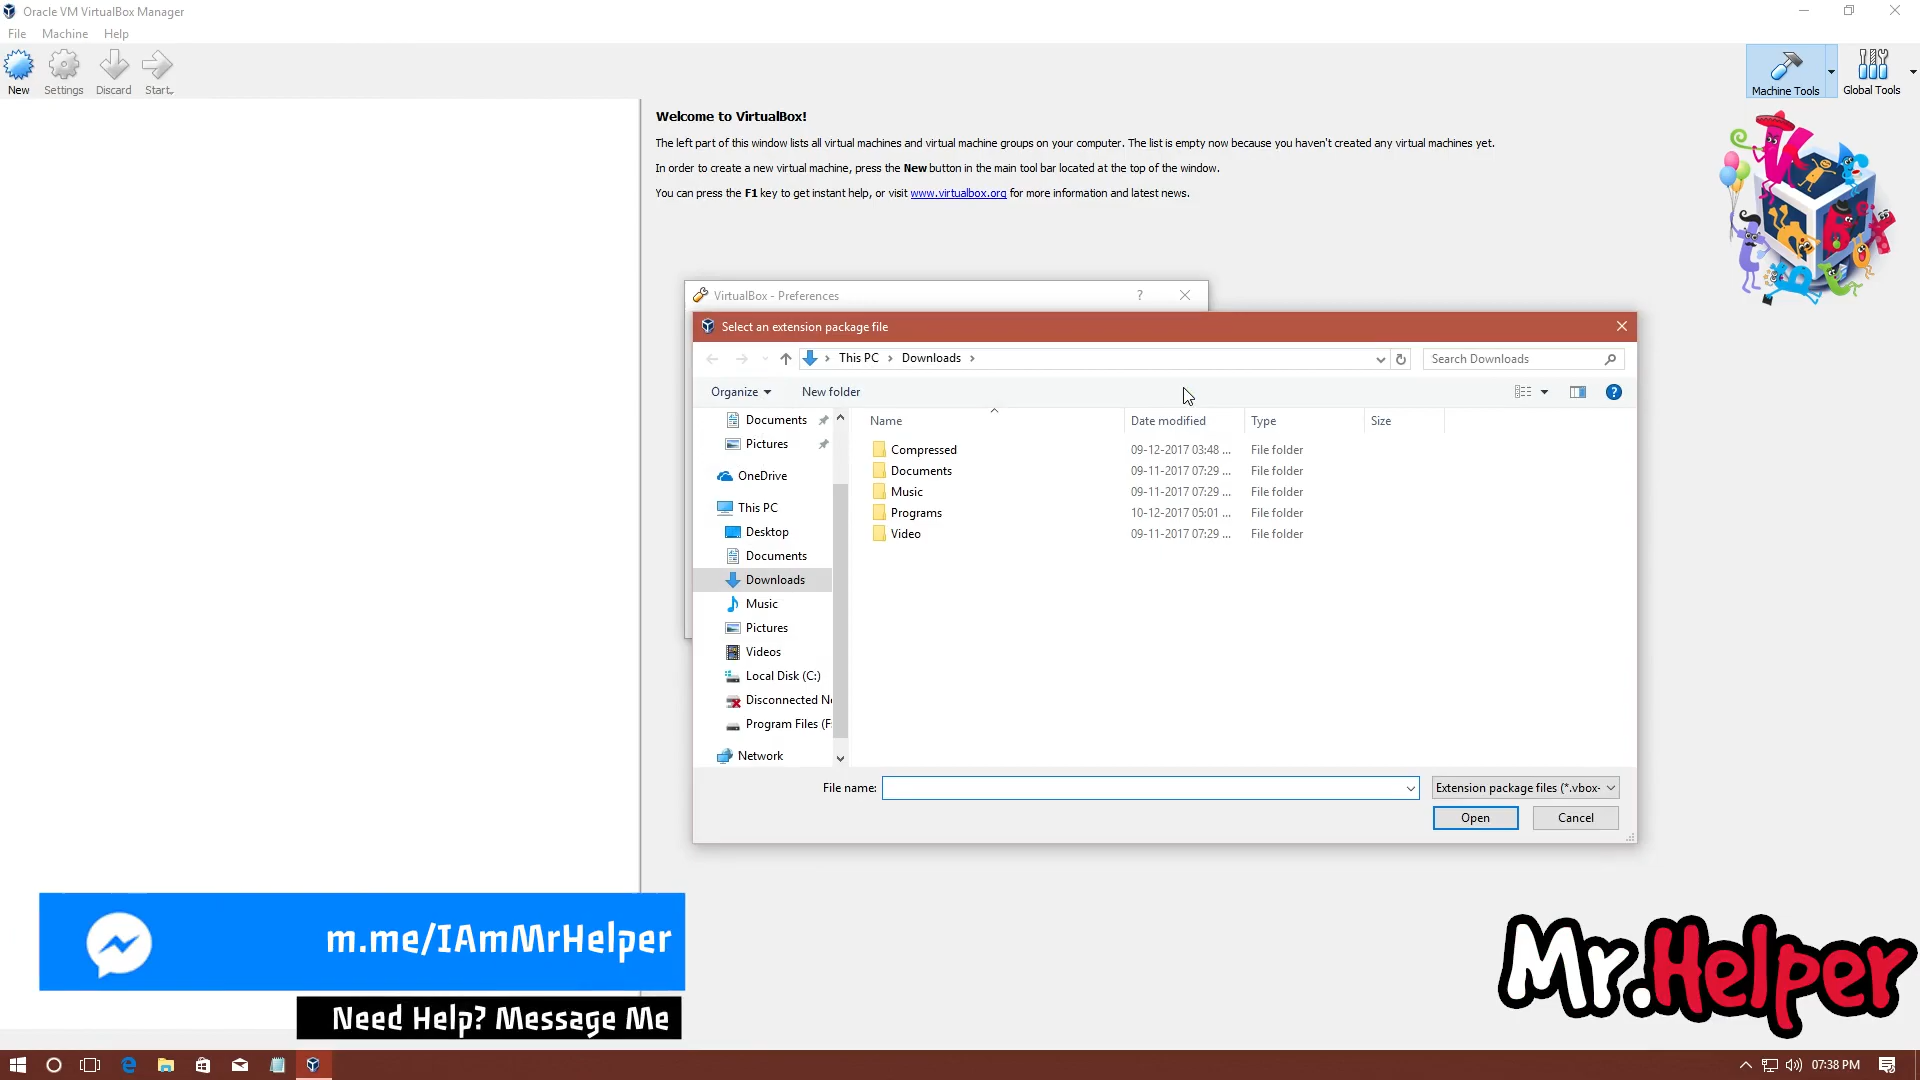 Oracle VM VirtualBox Manager
File Machine Help
New Settings Discard Start
Machine Tools Global Tools
Welcome to VirtualBox!
The left part of this window lists all virtual machines and virtual machine groups on your computer. The list is empty now because you haven't created any virtual machines yet.
In order to create a new virtual machine, press the New button in the main tool bar located at the top of the window.
You can press the F1 key to get instant help, or visit www.virtualbox.org for more information and latest news.
VirtualBox - Preferences ?
Select an extension package file
This PC > Downloads >
Search Downloads
Organize New folder
?
Name Date modified Type Size
Compressed 09-12-2017 03:48 ... File folder
Documents 09-11-2017 07:29 ... File folder
Music 09-11-2017 07:29 ... File folder
Programs 10-12-2017 05:01 ... File folder
Video 09-11-2017 07:29 ... File folder
Documents
Pictures
OneDrive
This PC
Desktop
Documents
Downloads
Music
Pictures
Videos
Local Disk (C:)
Disconnected Ne
Program Files (F:
Network
File name:
Extension package files (*.vbox-
Open Cancel
m.me/IAmMrHelper
Need Help? Message Me
Mr.Helper
07:38 PM